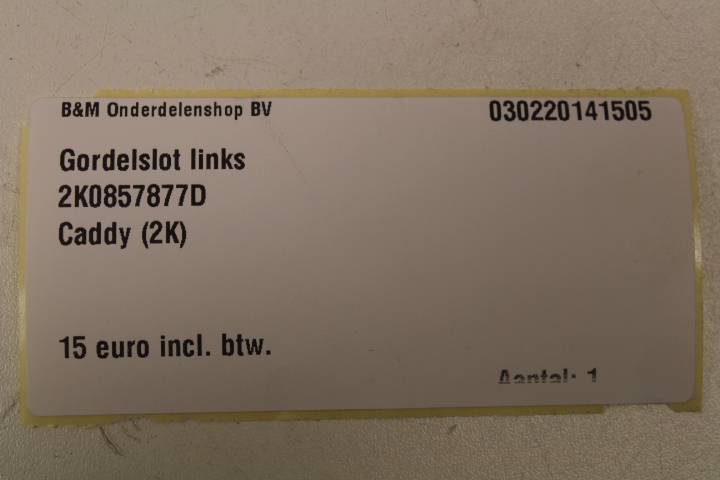 B&M Onderdelenshop BV 030220141505
Gordelslot links
2K0857877D
Caddy (2K)
15 euro incl. btw.
Aantal: 1